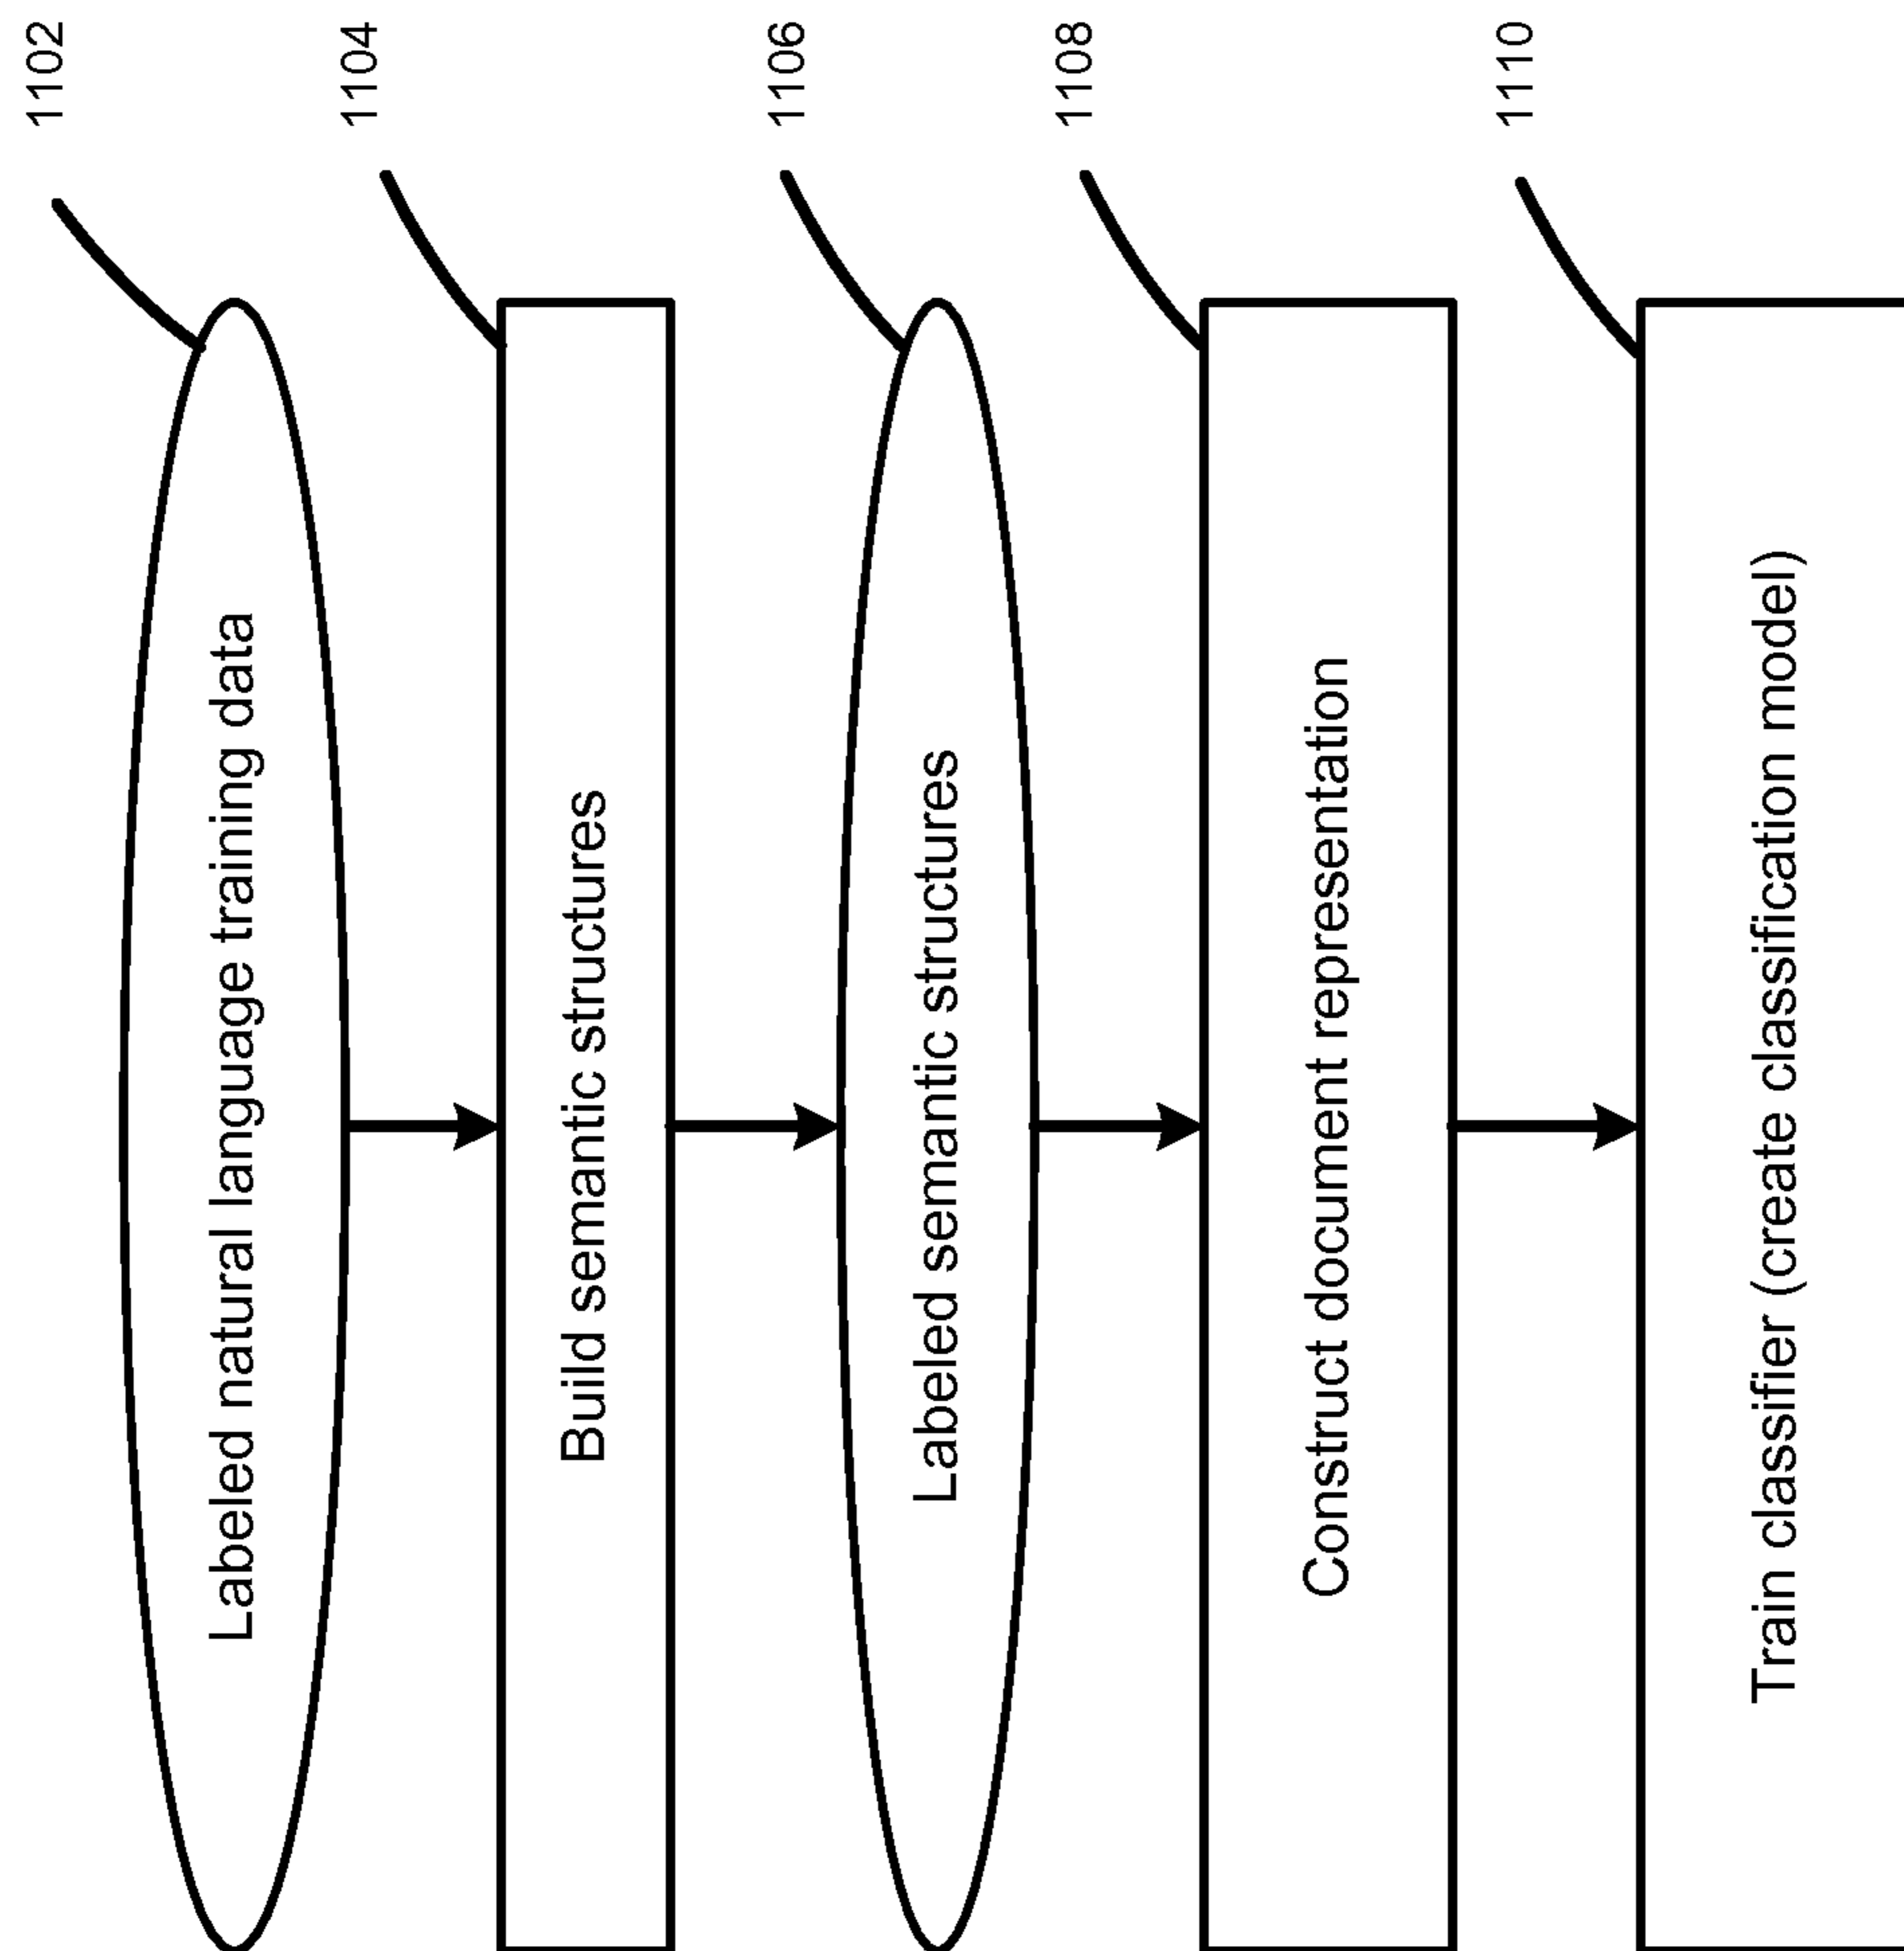 1102
Labeled natural language training data
1104
Build semantic structures
1106
Labeled semantic structures
1108
Construct document representation
1110
Train classifier (create classification model)